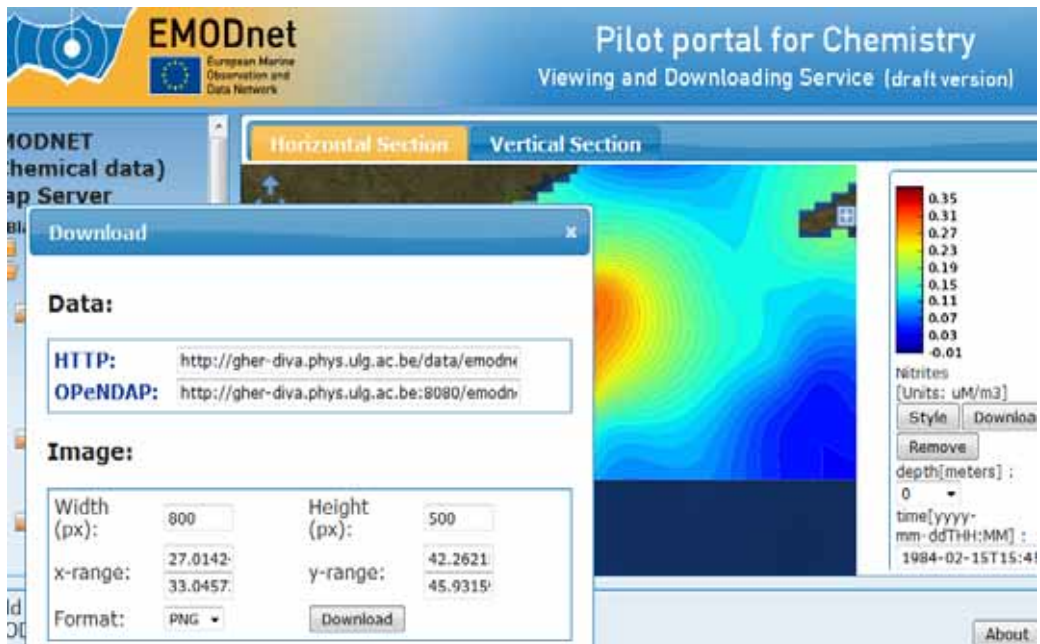 EMODnet
European Marine
Observation and
Data Network
Pilot portal for Chemistry
Viewing and Downloading Service (draft version)
data)
Server
Horizontal Section
Vertical Section
Download
x
Data:
HTTP:
http://gher-diva.phys.ulg.ac.be/data/emodne
OPeNDAP:
http://gher-diva.phys.ulg.ac.be:8080/emodn
Image:
Width
(px):
800
Height
(px):
500
x-range:
27.0142
33.0457
y-range:
42.2621
45.9315
Format:
PNG
Download
0.35
0.31
0.27
0.23
0.19
0.15
0.11
0.07
0.03
-0.01
Nitrites
[Units: uM/m3]
Style
Downloa
Remove
depth[meters] :
0
time[yyyy-
mm-ddTHH:MM] :
1984-02-15T15:45
About